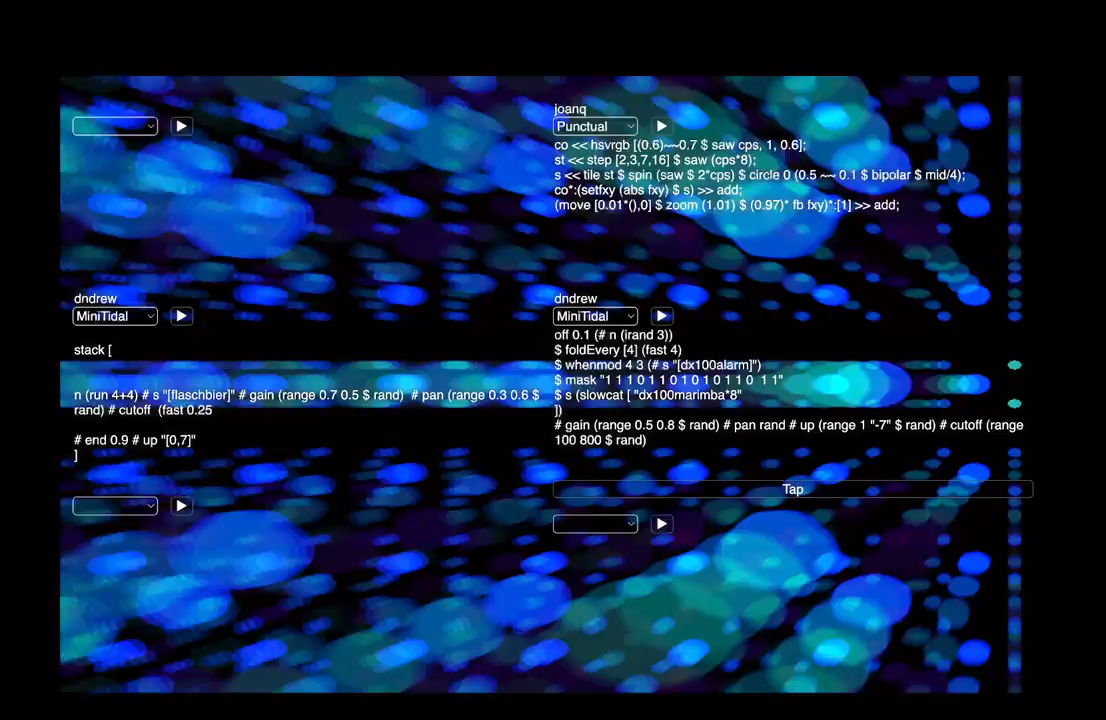 joanq
Punctual
co << hsvrgb [(0.6)~~0.7 $ saw cps, 1, 0.6];
st << step [2,3,7,16] $ saw (cps*8);
s << tile st $ spin (saw $ 2*cps) $ circle 0 (0.5 ~~ 0.1 $ bipolar $ mid/4);
co*:(setfxy (abs fxy) $ s) >> add;
(move [0.01*(),0] $ zoom (1.01) $ (0.97)* fb fxy)*:[1] >> add;
dndrew
MiniTidal
stack [
n (run 4+4) # s "[flaschbier]" # gain (range 0.7 0.5 $ rand)  # pan (range 0.3 0.6 $
rand) # cutoff  (fast 0.25
# end 0.9 # up "[0,7]"
]
dndrew
MiniTidal
off 0.1 (# n (irand 3))
$ foldEvery [4] (fast 4)
$ whenmod 4 3 (# s "[dx100alarm]")
$ mask "1 1 1 0 1 1 0 1 0 1 0 1 1 0  1 1"
$ s (slowcat [ "dx100marimba*8"
])
# gain (range 0.5 0.8 $ rand) # pan rand # up (range 1 "-7" $ rand) # cutoff (range
100 800 $ rand)
Tap